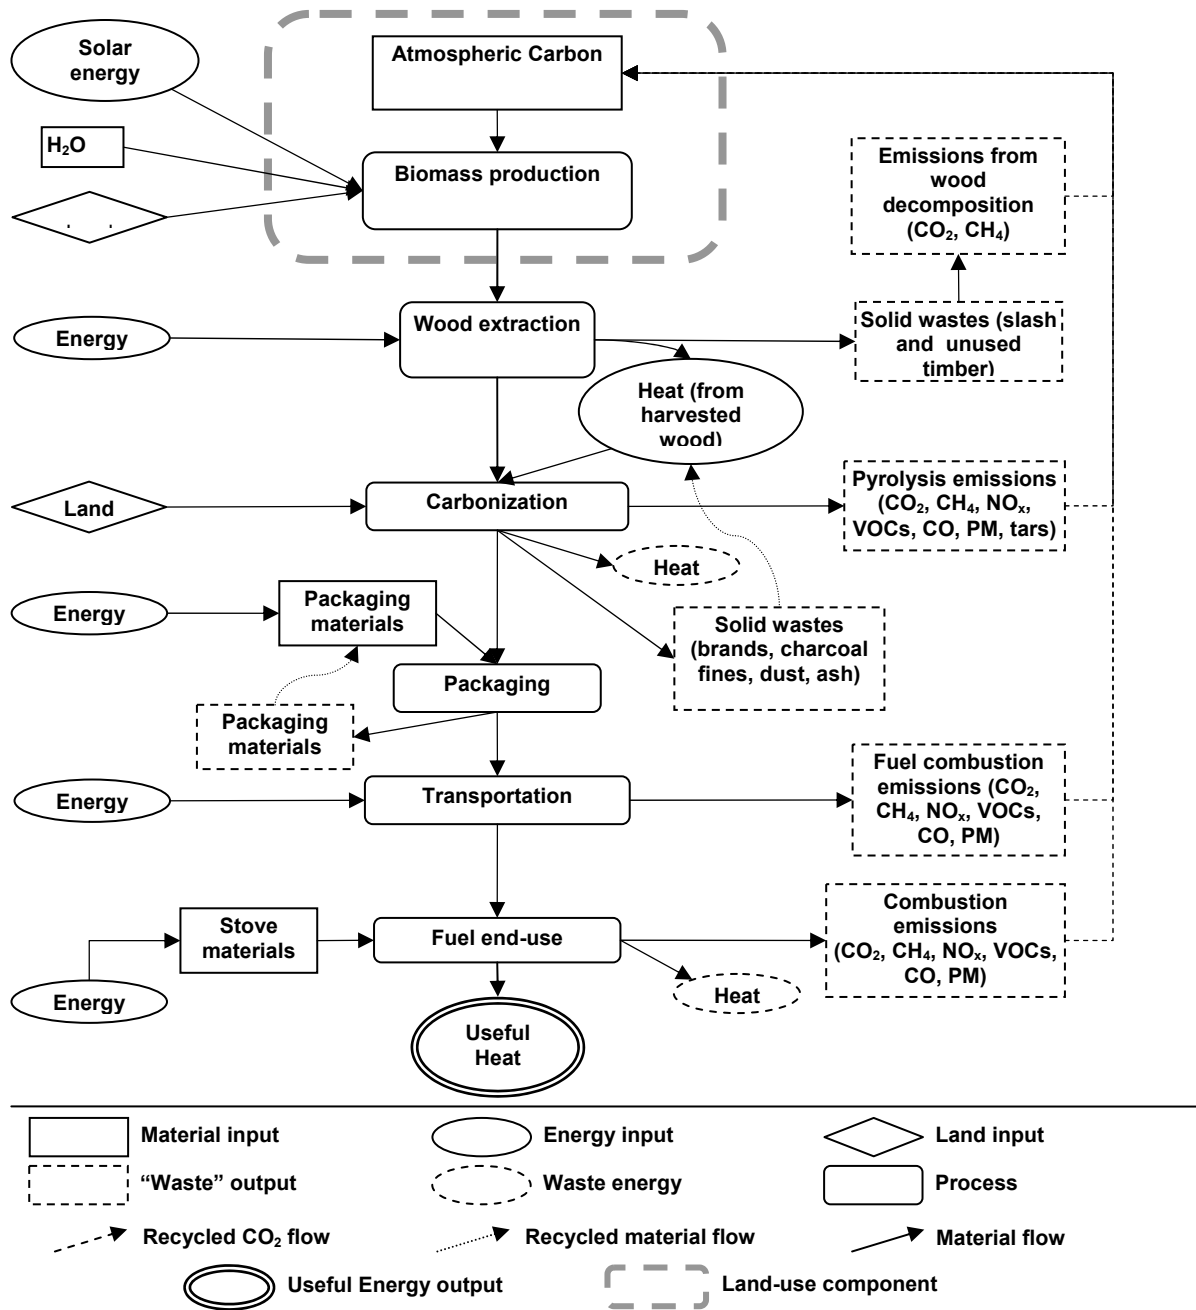 Solar
energy
Atmospheric Carbon
H₂O
Biomass production
Emissions from
wood
decomposition
(CO₂, CH₄)
Energy
Wood extraction
Solid wastes (slash
and unused
timber)
Heat (from
harvested
wood)
Land
Carbonization
Pyrolysis emissions
(CO₂, CH₄, NOₓ,
VOCs, CO, PM, tars)
Heat
Energy
Packaging
materials
Solid wastes
(brands, charcoal
fines, dust, ash)
Packaging
Packaging
materials
Energy
Transportation
Fuel combustion
emissions (CO₂,
CH₄, NOₓ, VOCs,
CO, PM)
Stove
materials
Fuel end-use
Combustion
emissions
(CO₂, CH₄, NOₓ, VOCs,
CO, PM)
Energy
Heat
Useful
Heat
Material input
Energy input
Land input
“Waste” output
Waste energy
Process
Recycled CO₂ flow
Recycled material flow
Material flow
Useful Energy output
Land-use component